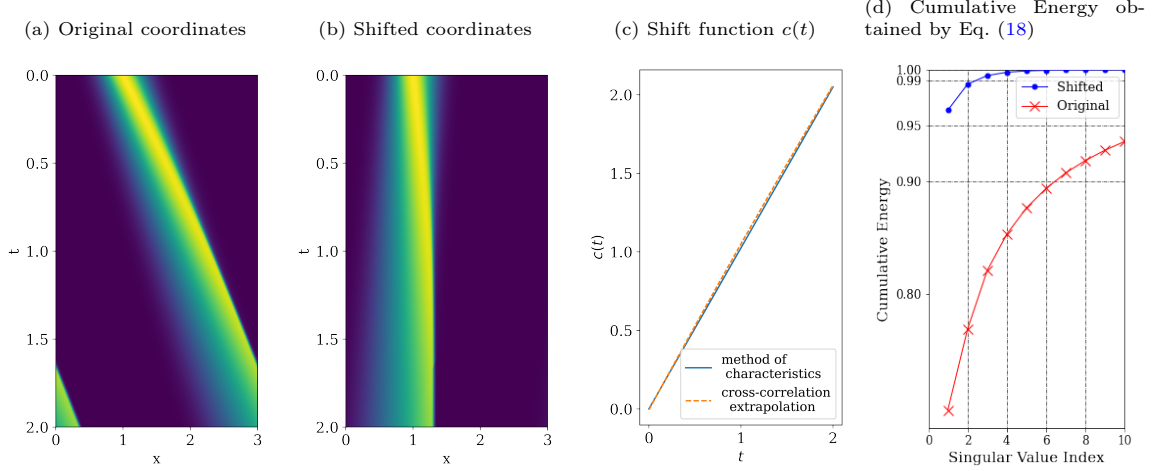 (a) Original coordinates
0.0
0.5
1.0
1.5
2.0
t
0
1
2
3
x
(b) Shifted coordinates
0.0
0.5
1.0
1.5
2.0
t
0
1
2
3
x
(c) Shift function c(t)
2.0
1.5
1.0
0.5
0.0
c(t)
method of
characteristics
cross-correlation
extrapolation
0
1
2
t
(d) Cumulative Energy ob-
tained by Eq. (18)
1.00
0.99
0.95
0.90
0.80
Cumulative Energy
Shifted
Original
0
2
4
6
8
10
Singular Value Index